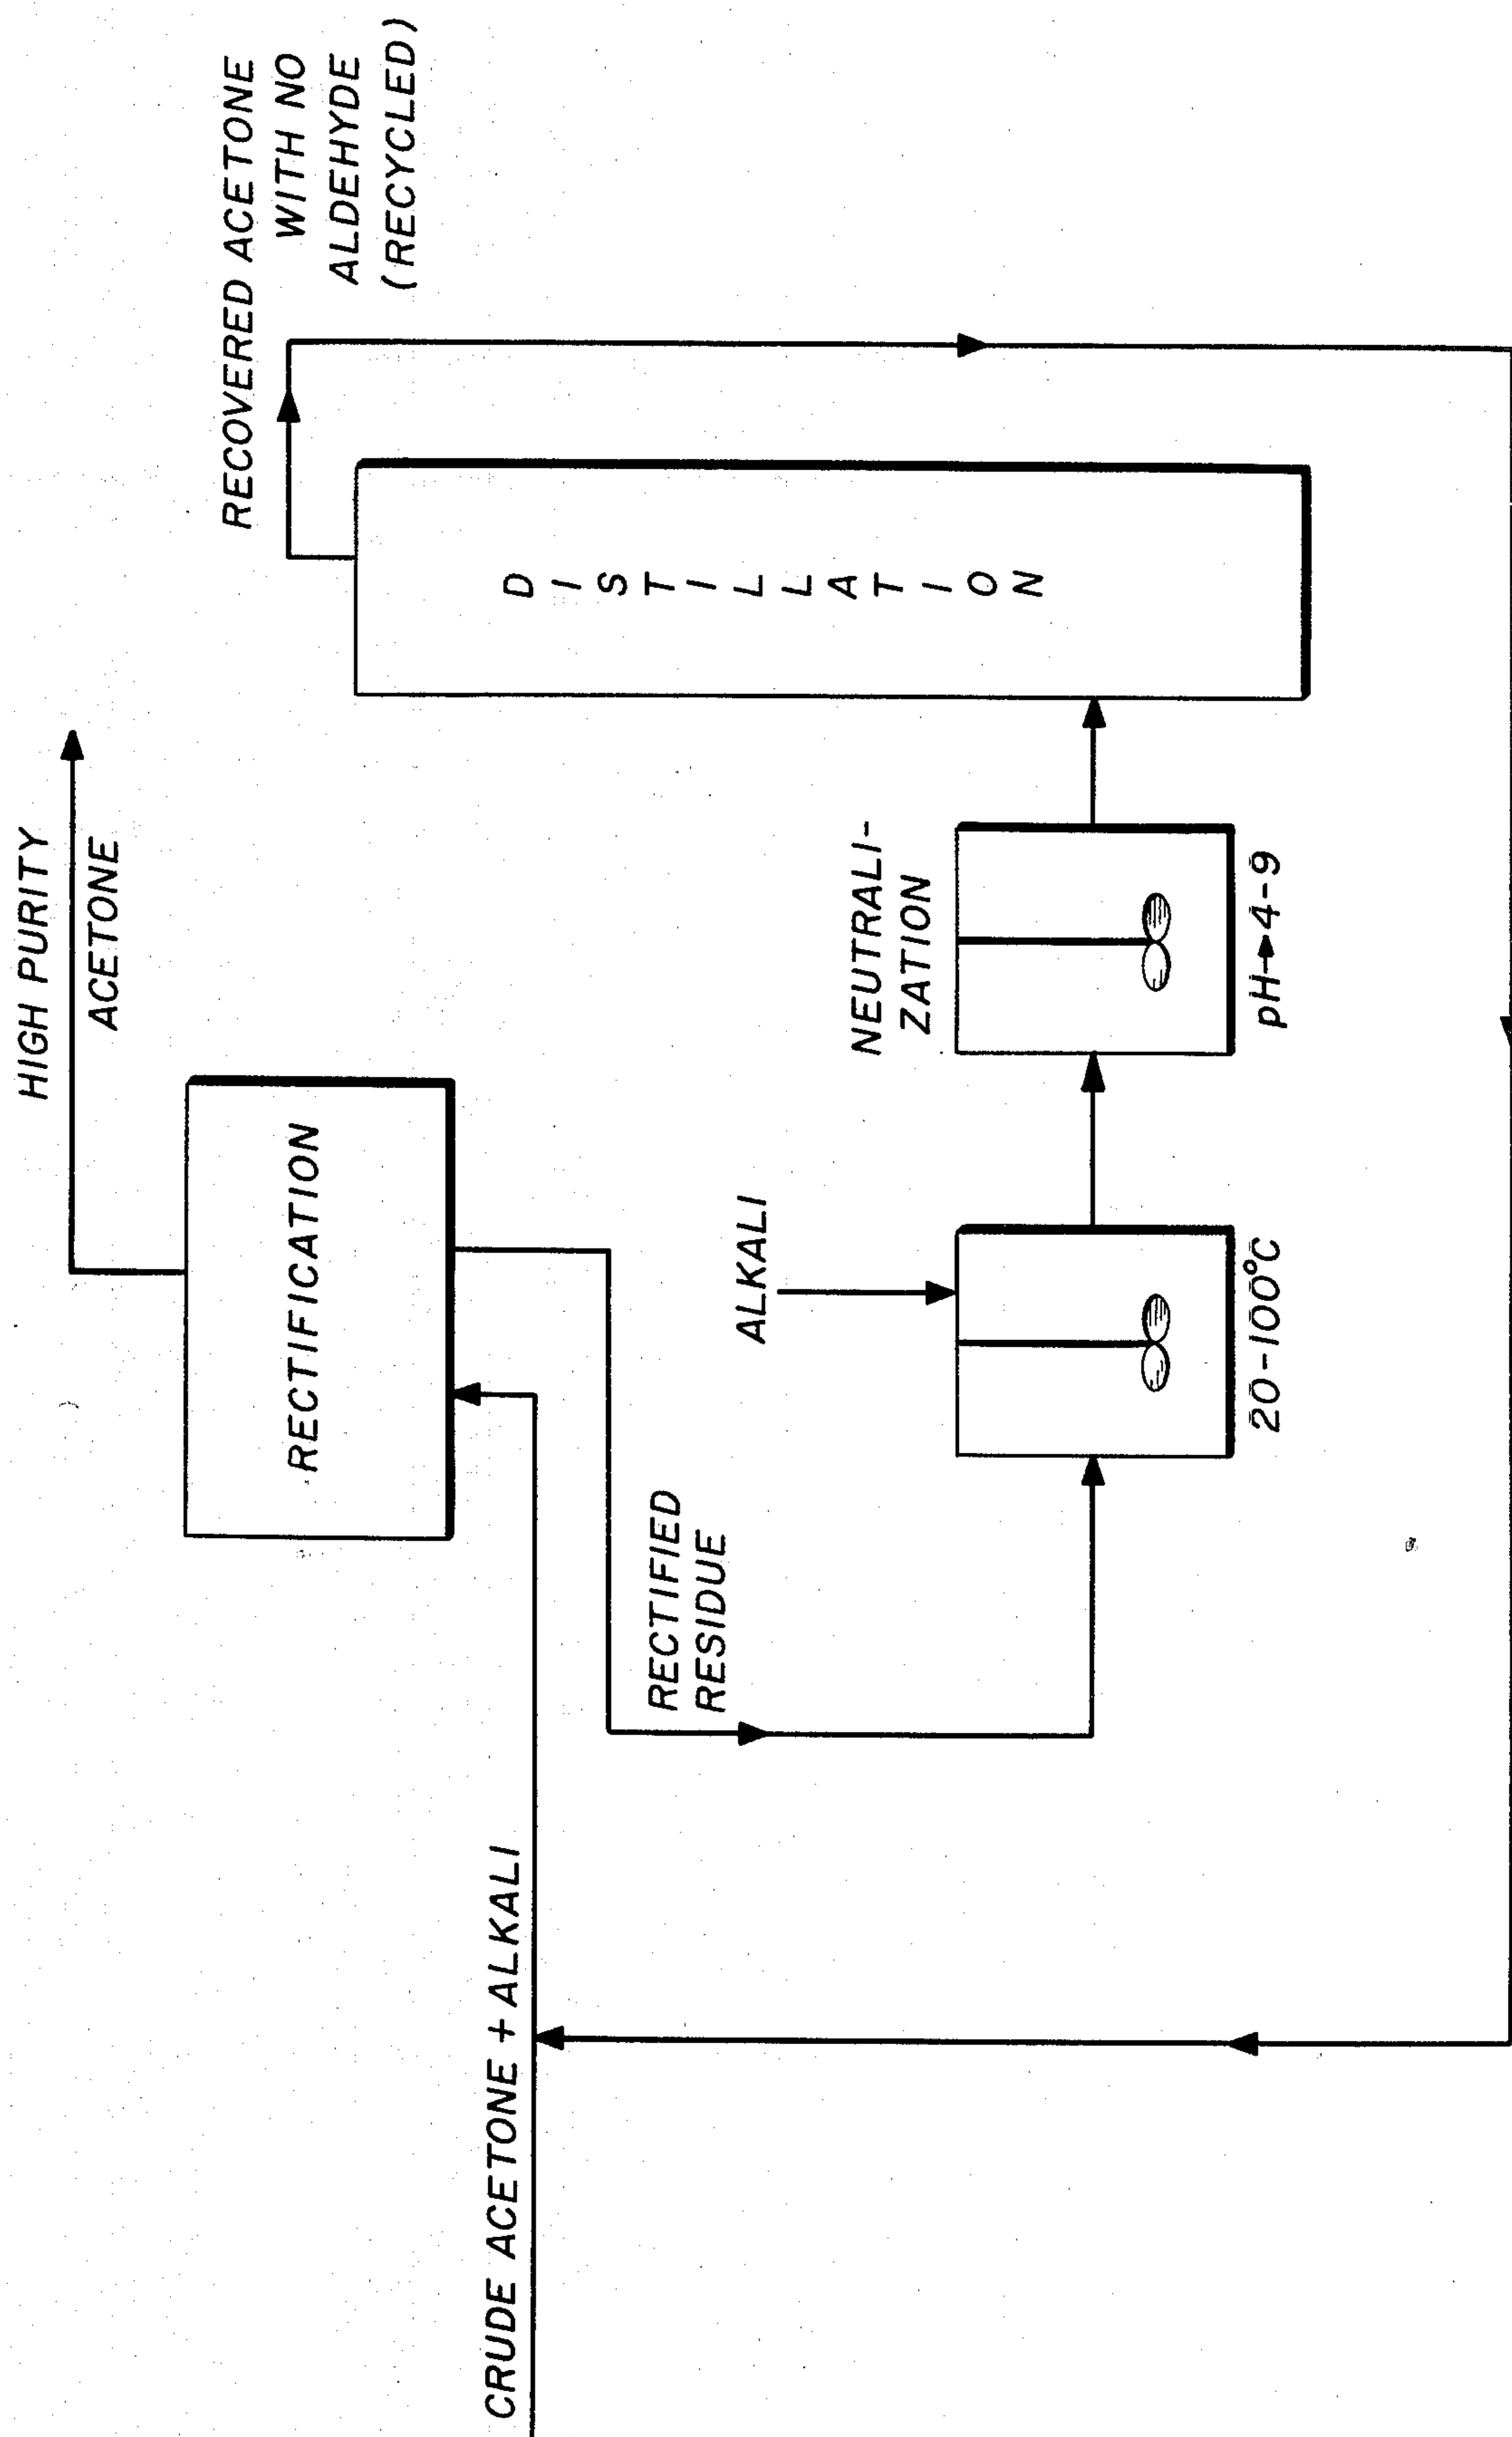 HIGH PURITY
ACETONE
RECOVERED ACETONE
WITH NO
ALDEHYDE
(RECYCLED)
RECTIFICATION
CRUDE ACETONE + ALKALI
RECTIFIED
RESIDUE
ALKALI
20-100°C
NEUTRALI-
ZATION
pH→4-9
DISTILLATION